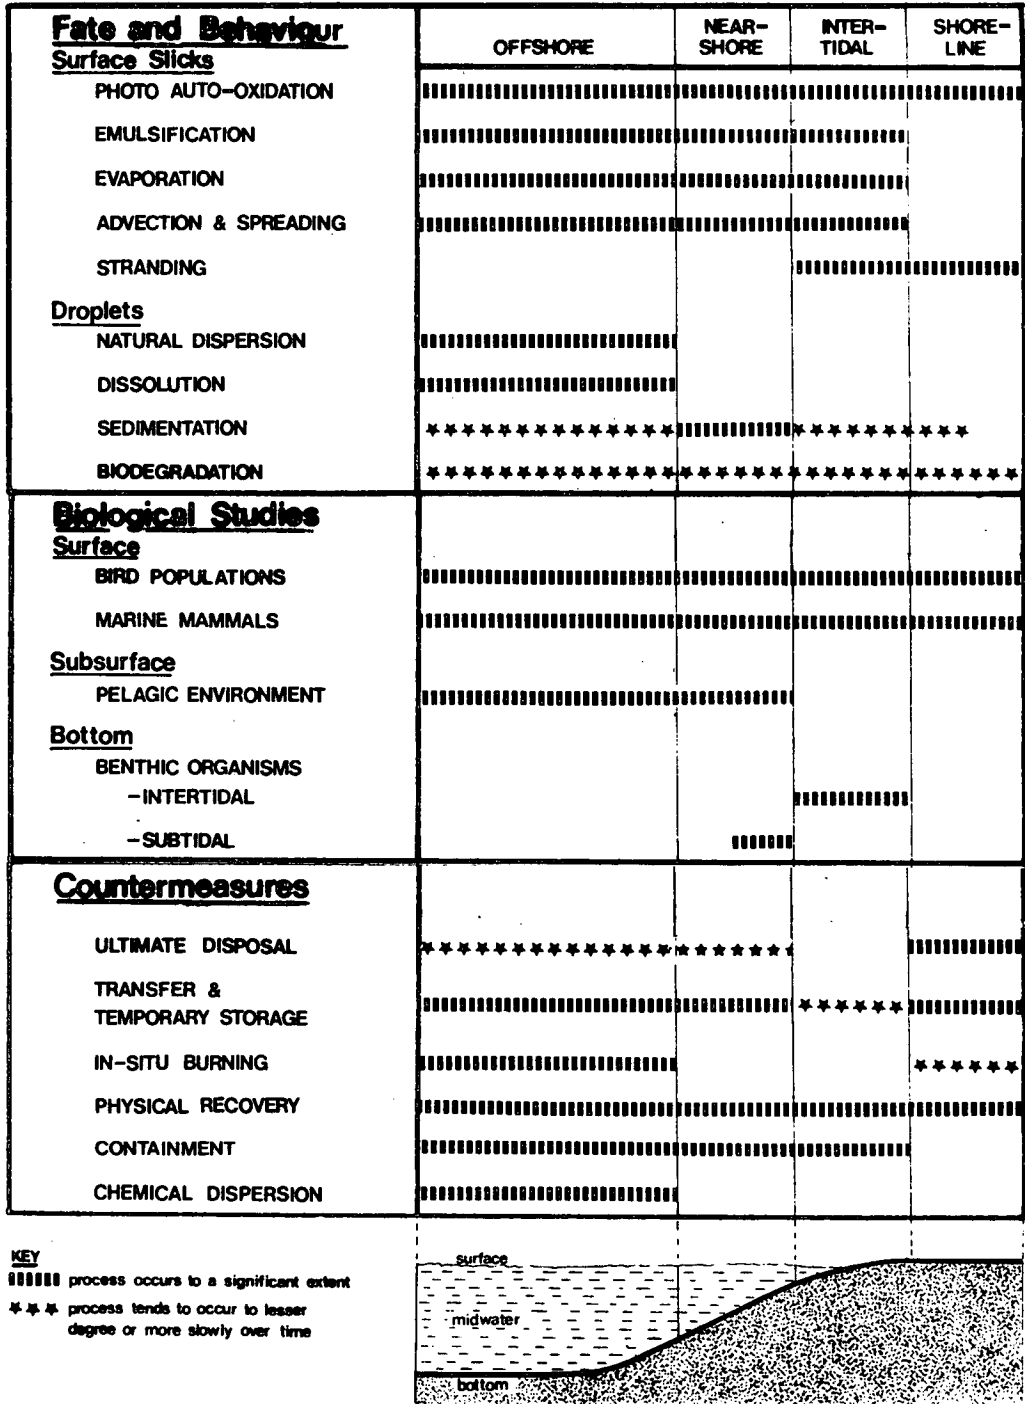 Fate and Behaviour
OFFSHORE
NEAR-
SHORE
INTER-
TIDAL
SHORE-
LINE
Surface Slicks
PHOTO AUTO-OXIDATION
EMULSIFICATION
EVAPORATION
ADVECTION & SPREADING
STRANDING
Droplets
NATURAL DISPERSION
DISSOLUTION
SEDIMENTATION
BIODEGRADATION
Biological Studies
Surface
BIRD POPULATIONS
MARINE MAMMALS
Subsurface
PELAGIC ENVIRONMENT
Bottom
BENTHIC ORGANISMS
-INTERTIDAL
-SUBTIDAL
Countermeasures
ULTIMATE DISPOSAL
TRANSFER &
TEMPORARY STORAGE
IN-SITU BURNING
PHYSICAL RECOVERY
CONTAINMENT
CHEMICAL DISPERSION
KEY
process occurs to a significant extent
process tends to occur to lesser
degree or more slowly over time
surface
midwater
bottom